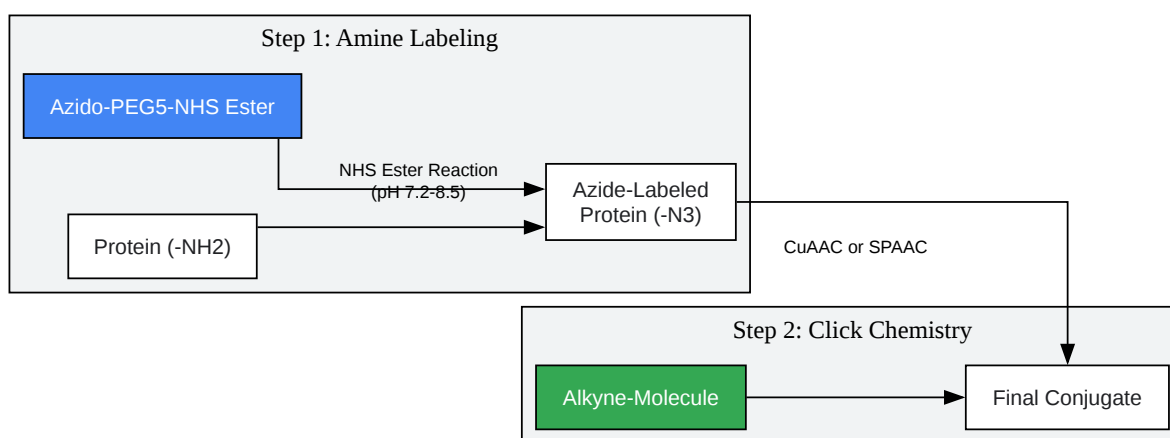 Step 1: Amine Labeling
Azido-PEG5-NHS Ester
NHS Ester Reaction
(pH 7.2-8.5)
Azide-Labeled
Protein (-N3)
Protein (-NH2)
CuAAC or SPAAC
Step 2: Click Chemistry
Alkyne-Molecule
Final Conjugate